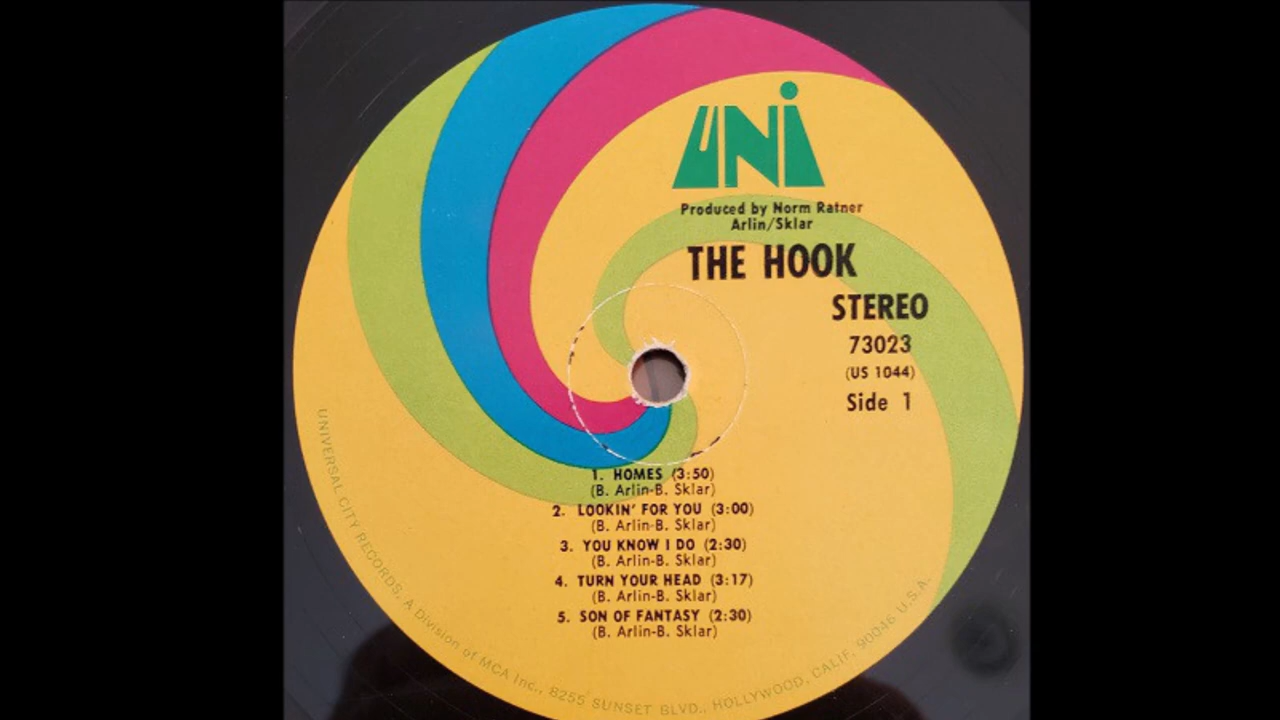 UNi
Produced by Norm Ratner
Arlin/Sklar
THE HOOK
STEREO
73023
(US 1044)
Side 1
1. HOMES (3:50)
(B. Arlin-B. Sklar)
2. LOOKIN' FOR YOU (3:00)
(B. Arlin-B. Sklar)
3. YOU KNOW I DO (2:30)
(B. Arlin-B. Sklar)
4. TURN YOUR HEAD (3:17)
(B. Arlin-B. Sklar)
5. SON OF FANTASY (2:30)
(B. Arlin-B. Sklar)
UNIVERSAL CITY RECORDS, A Division of MCA Inc., 8255 SUNSET BLVD., HOLLYWOOD, CALIF. 90046 U.S.A.